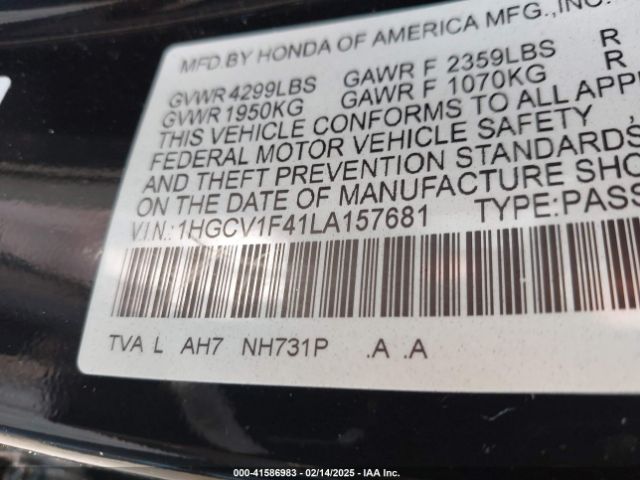 MFD.BY HONDA OF AMERICA MFG.,INC.
GVWR 4299LBS GAWR F 2359LBS R
GVWR 1950KG GAWR F 1070KG R
THIS VEHICLE CONFORMS TO ALL APPL
FEDERAL MOTOR VEHICLE SAFETY
AND THEFT PREVENTION STANDARDS
ON THE DATE OF MANUFACTURE SHO
V.I.N.:1HGCV1F41LA157681 TYPE:PASS
TVA L AH7 NH731P .A .A
000-41586983 - 02/14/2025 - IAA Inc.